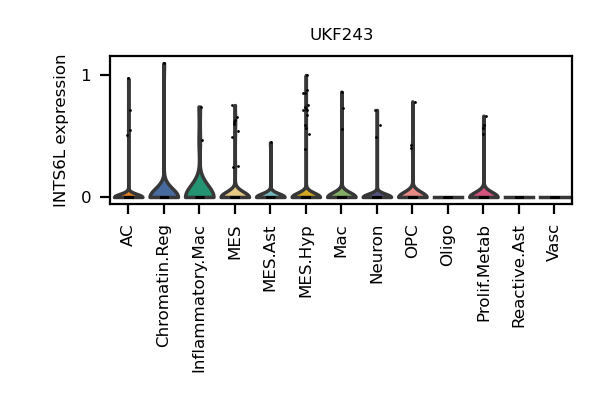 UKF243
INTS6L expression
1
0
AC
Chromatin.Reg
Inflammatory.Mac
MES
MES.Ast
MES.Hyp
Mac
Neuron
OPC
Oligo
Prolif.Metab
Reactive.Ast
Vasc